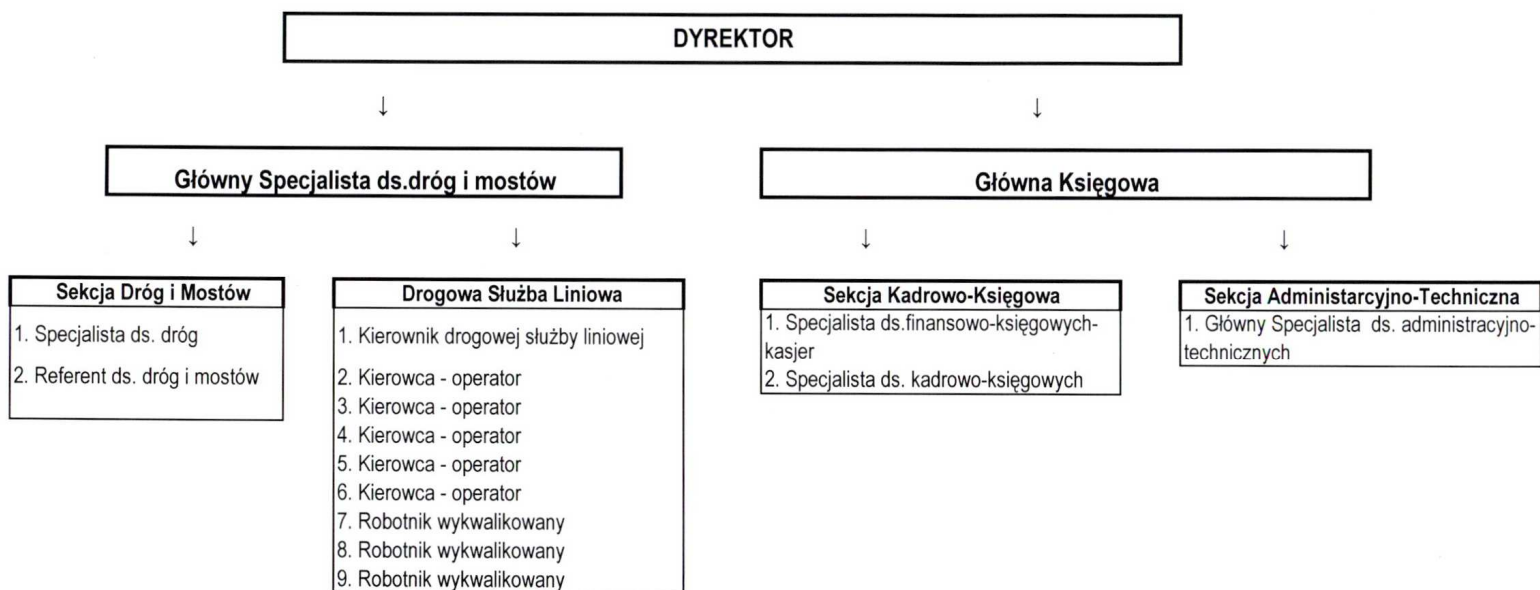 DYREKTOR
↓ ↓
Główny Specjalista ds.dróg i mostów
Główna Księgowa
↓ ↓ ↓ ↓
Sekcja Dróg i Mostów
1. Specjalista ds. dróg
2. Referent ds. dróg i mostów
Drogowa Służba Liniowa
1. Kierownik drogowej służby liniowej
2. Kierowca - operator
3. Kierowca - operator
4. Kierowca - operator
5. Kierowca - operator
6. Kierowca - operator
7. Robotnik wykwalikowany
8. Robotnik wykwalikowany
9. Robotnik wykwalikowany
Sekcja Kadrowo-Księgowa
1. Specjalista ds.finansowo-księgowych-
kasjer
2. Specjalista ds. kadrowo-księgowych
Sekcja Administarcyjno-Techniczna
1. Główny Specjalista ds. administracyjno-
technicznych